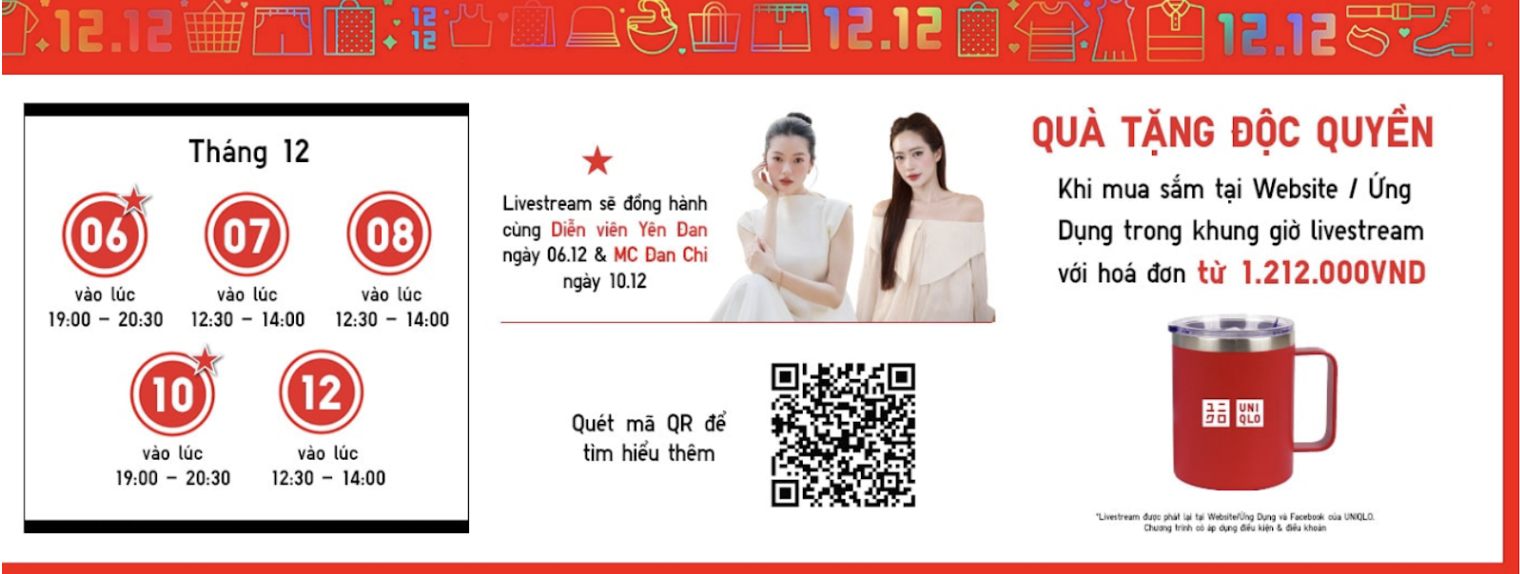 12.12
12
12
12.12
12.12
Tháng 12
06
07
08
vào lúc
19:00 – 20:30
vào lúc
12:30 – 14:00
vào lúc
12:30 – 14:00
10
12
vào lúc
19:00 – 20:30
vào lúc
12:30 – 14:00
Livestream sẽ đồng hành
cùng Diễn viên Yên Đan
ngày 06.12 & MC Đan Chi
ngày 10.12
Quét mã QR để
tìm hiểu thêm
QUÀ TẶNG ĐỘC QUYỀN
Khi mua sắm tại Website / Ứng
Dụng trong khung giờ livestream
với hoá đơn từ 1.212.000VND
ユニ UNI
クロ QLO
*Livestream được phát lại tại Website/Ứng Dụng và Facebook của UNIQLO.
Chương trình có áp dụng điều kiện & điều khoản